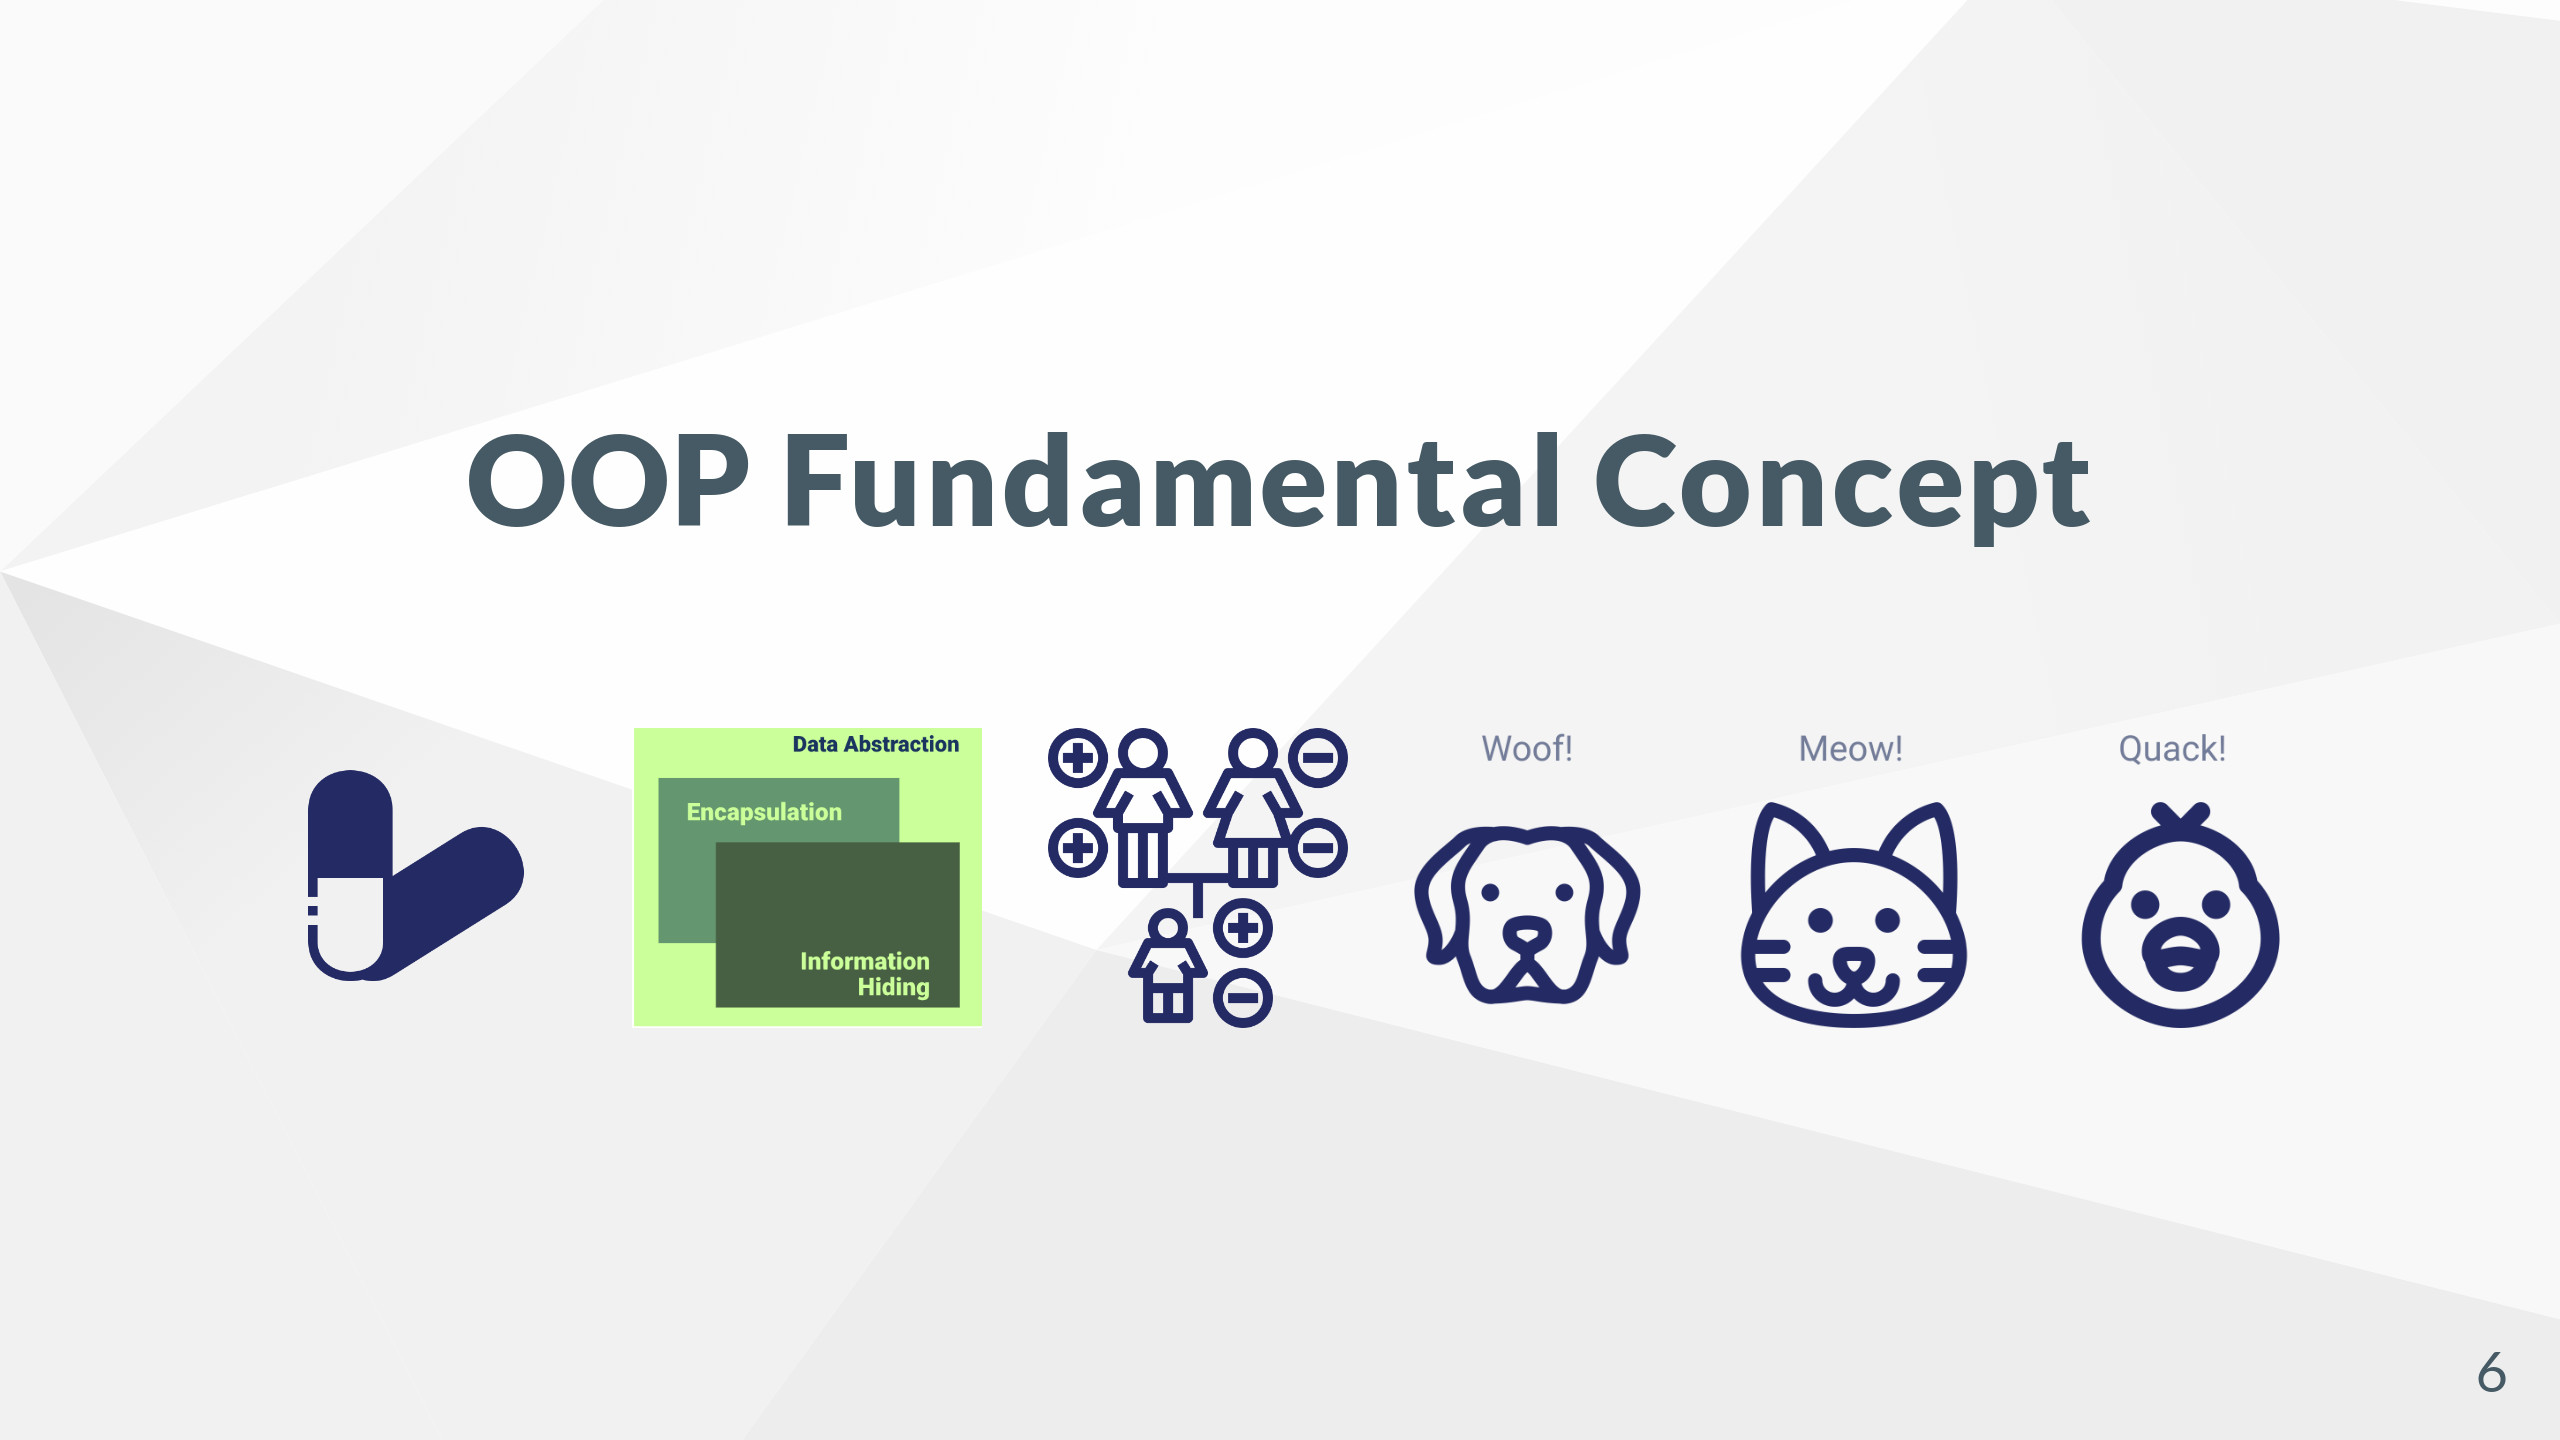 OOP Fundamental Concept
Data Abstraction
Encapsulation
Information
Hiding
Woof!
Meow!
Quack!
6